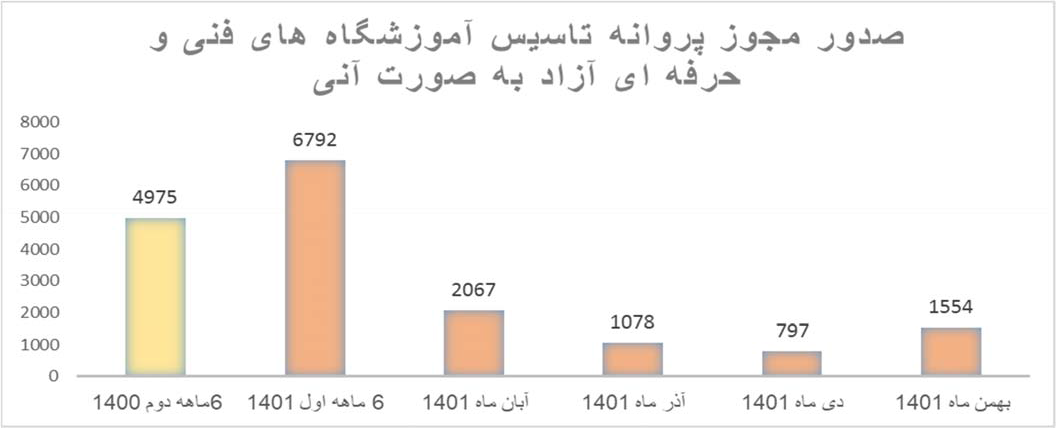 صدور مجوز پروانه تاسیس آموزشگاه های فنی و
حرفه ای آزاد به صورت آنی
8000
7000
6000
5000
4000
3000
2000
1000
0
4975
6792
2067
1078
797
1554
6ماهه دوم 1400
6 ماهه اول 1401
آبان ماه 1401
آذر ماه 1401
دی ماه 1401
بهمن ماه 1401